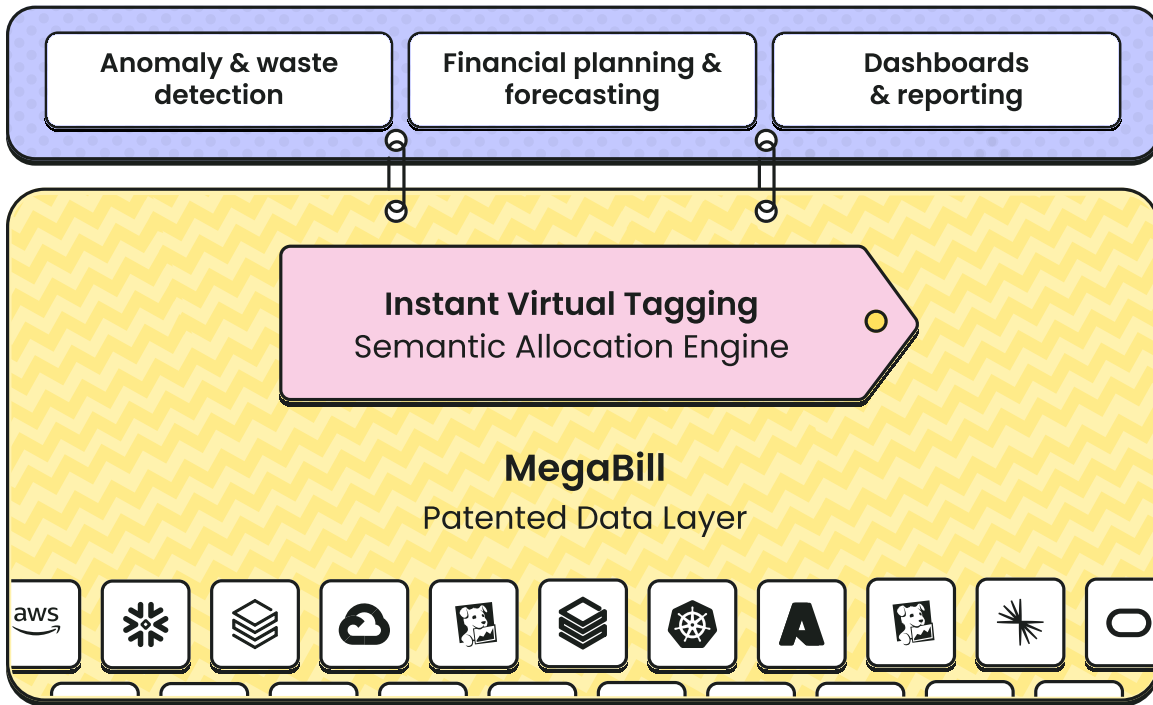 Anomaly & waste
detection
Financial planning &
forecasting
Dashboards
& reporting
Instant Virtual Tagging
Semantic Allocation Engine
MegaBill
Patented Data Layer
aws